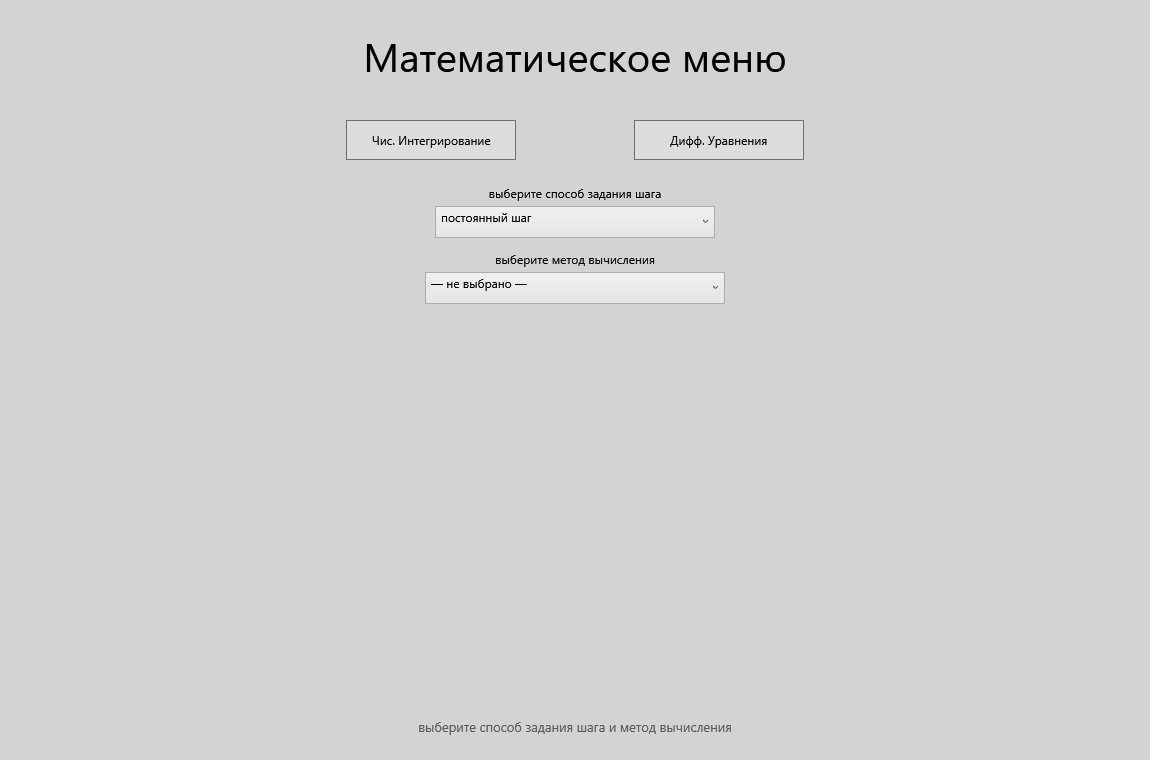 Математическое меню
Чис. Интегрирование
Дифф. Уравнения
выберите способ задания шага
постоянный шаг
выберите метод вычисления
— не выбрано —
выберите способ задания шага и метод вычисления